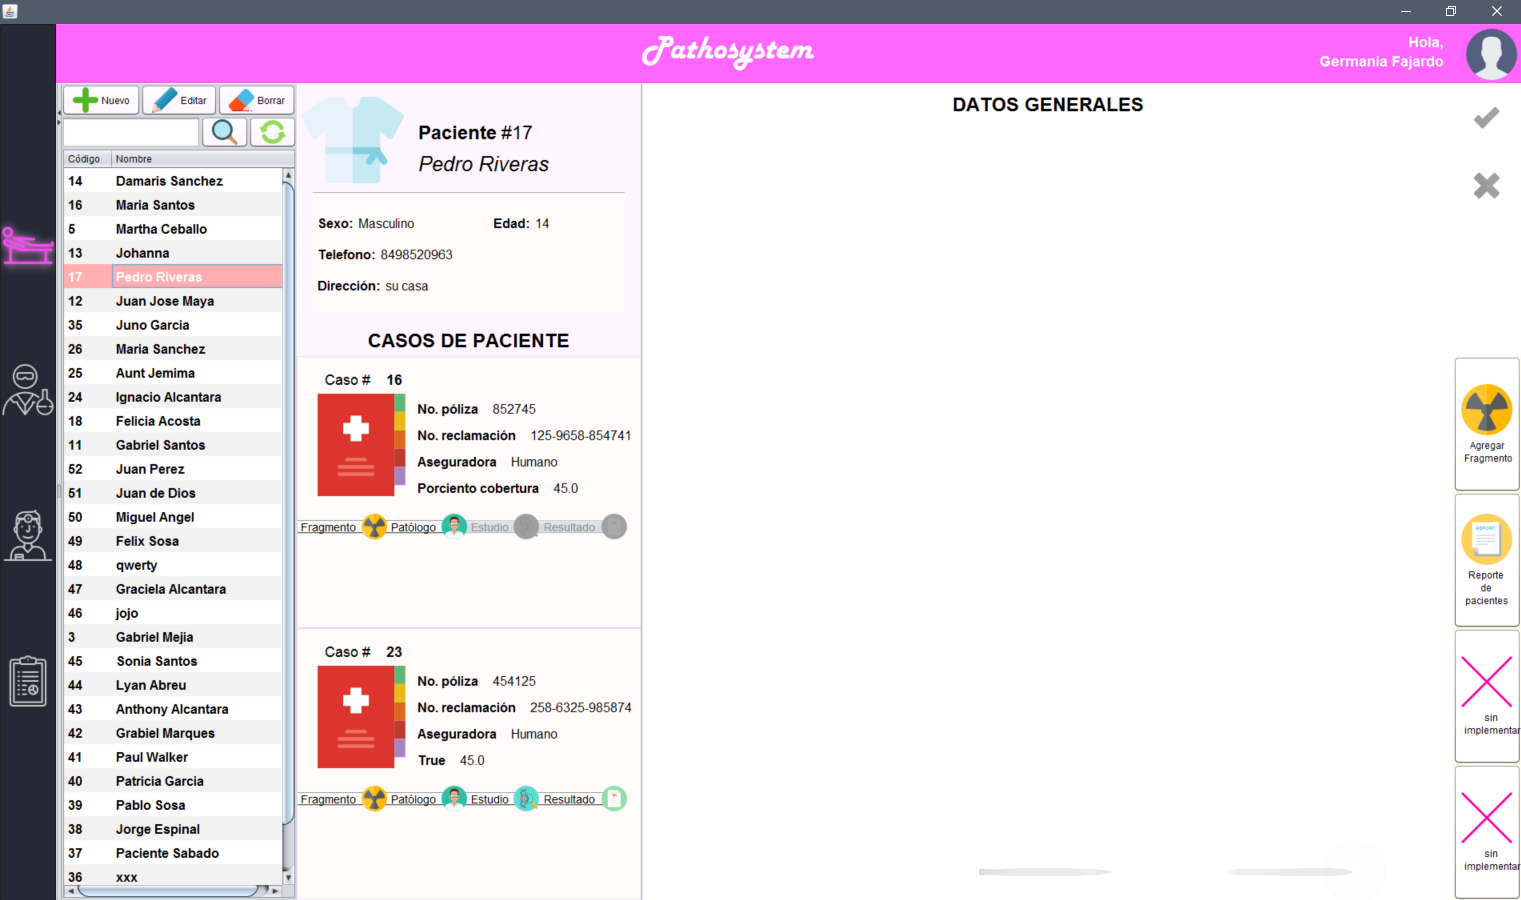 Pathosystem
Hola,
Germania Fajardo
Nuevo
Editar
Borrar
Código Nombre
14 Damaris Sanchez
16 Maria Santos
5 Martha Ceballo
13 Johanna
17 Pedro Riveras
12 Juan Jose Maya
35 Juno Garcia
26 Maria Sanchez
25 Aunt Jemima
24 Ignacio Alcantara
18 Felicia Acosta
11 Gabriel Santos
52 Juan Perez
51 Juan de Dios
50 Miguel Angel
49 Felix Sosa
48 qwerty
47 Graciela Alcantara
46 jojo
3 Gabriel Mejia
45 Sonia Santos
44 Lyan Abreu
43 Anthony Alcantara
42 Grabiel Marques
41 Paul Walker
40 Patricia Garcia
39 Pablo Sosa
38 Jorge Espinal
37 Paciente Sabado
36 xxx
Paciente #17
Pedro Riveras
Sexo: Masculino Edad: 14
Telefono: 8498520963
Dirección: su casa
CASOS DE PACIENTE
Caso # 16
No. póliza 852745
No. reclamación 125-9658-854741
Aseguradora Humano
Porciento cobertura 45.0
Fragmento Patólogo Estudio Resultado
Caso # 23
No. póliza 454125
No. reclamación 258-6325-985874
Aseguradora Humano
True 45.0
Fragmento Patólogo Estudio Resultado
DATOS GENERALES
Agregar
Fragmento
REPORT
Reporte
de
pacientes
sin
implementar
sin
implementar